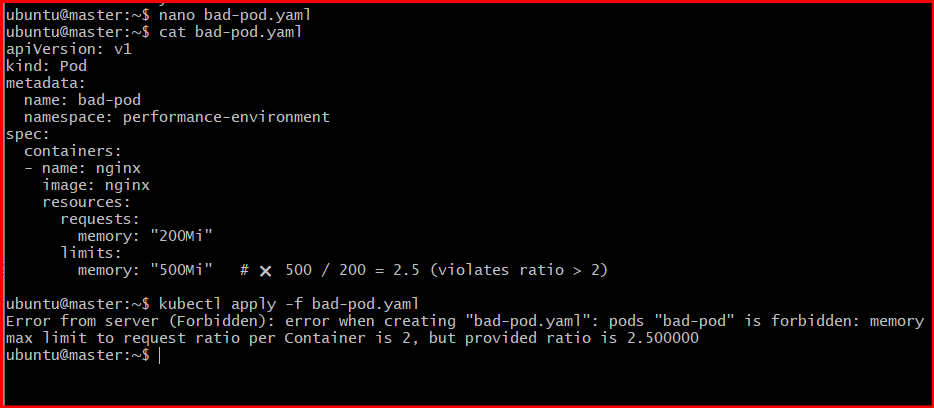 ubuntu@master:~$ nano bad-pod.yaml
ubuntu@master:~$ cat bad-pod.yaml
apiVersion: v1
kind: Pod
metadata:
  name: bad-pod
  namespace: performance-environment
spec:
  containers:
  - name: nginx
    image: nginx
    resources:
      requests:
        memory: "200Mi"
      limits:
        memory: "500Mi"   # ❌ 500 / 200 = 2.5 (violates ratio > 2)
ubuntu@master:~$ kubectl apply -f bad-pod.yaml
Error from server (Forbidden): error when creating "bad-pod.yaml": pods "bad-pod" is forbidden: memory
max limit to request ratio per Container is 2, but provided ratio is 2.500000
ubuntu@master:~$